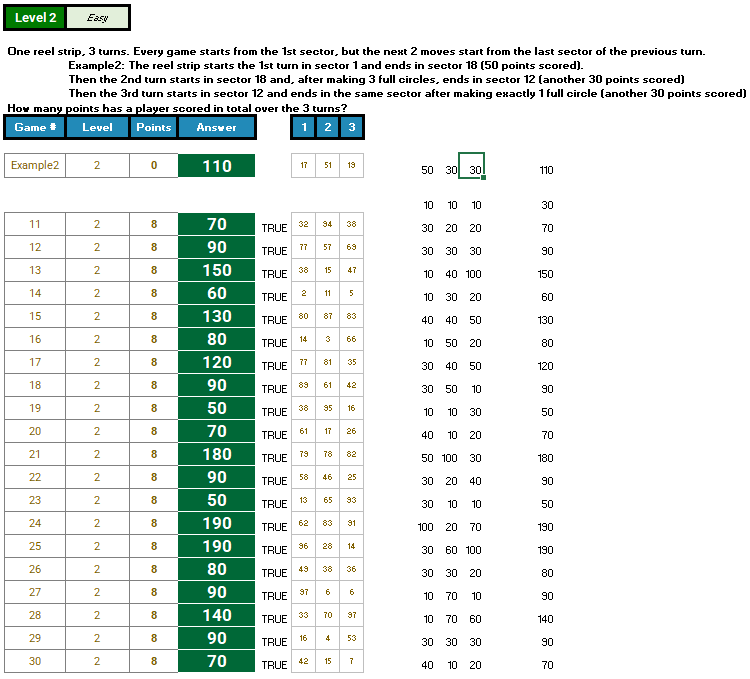 Level 2 Easy
One reel strip, 3 turns. Every game starts from the 1st sector, but the next 2 moves start from the last sector of the previous turn.
Example2: The reel strip starts the 1st turn in sector 1 and ends in sector 18 (50 points scored).
Then the 2nd turn starts in sector 18 and, after making 3 full circles, ends in sector 12 (another 30 points scored)
Then the 3rd turn starts in sector 12 and ends in the same sector after making exactly 1 full circle (another 30 points scored)
How many points has a player scored in total over the 3 turns?
Game # Level Points Answer 1 2 3
Example2 2 0 110 17 51 19 50 30 30 110
10 10 10 30
11 2 8 70 TRUE 32 94 38 30 20 20 70
12 2 8 90 TRUE 77 57 69 30 30 30 90
13 2 8 150 TRUE 38 15 47 10 40 100 150
14 2 8 60 TRUE 2 11 5 10 30 20 60
15 2 8 130 TRUE 80 87 83 40 40 50 130
16 2 8 80 TRUE 14 3 66 10 50 20 80
17 2 8 120 TRUE 77 81 35 30 40 50 120
18 2 8 90 TRUE 89 61 42 30 50 10 90
19 2 8 50 TRUE 38 95 16 10 10 30 50
20 2 8 70 TRUE 61 17 26 40 10 20 70
21 2 8 180 TRUE 79 78 82 50 100 30 180
22 2 8 90 TRUE 58 46 25 30 20 40 90
23 2 8 50 TRUE 13 65 93 30 10 10 50
24 2 8 190 TRUE 62 83 91 100 20 70 190
25 2 8 190 TRUE 96 28 14 30 60 100 190
26 2 8 80 TRUE 49 38 36 30 30 20 80
27 2 8 90 TRUE 97 6 6 10 70 10 90
28 2 8 140 TRUE 33 70 97 10 70 60 140
29 2 8 90 TRUE 16 4 53 30 30 30 90
30 2 8 70 TRUE 42 15 7 40 10 20 70